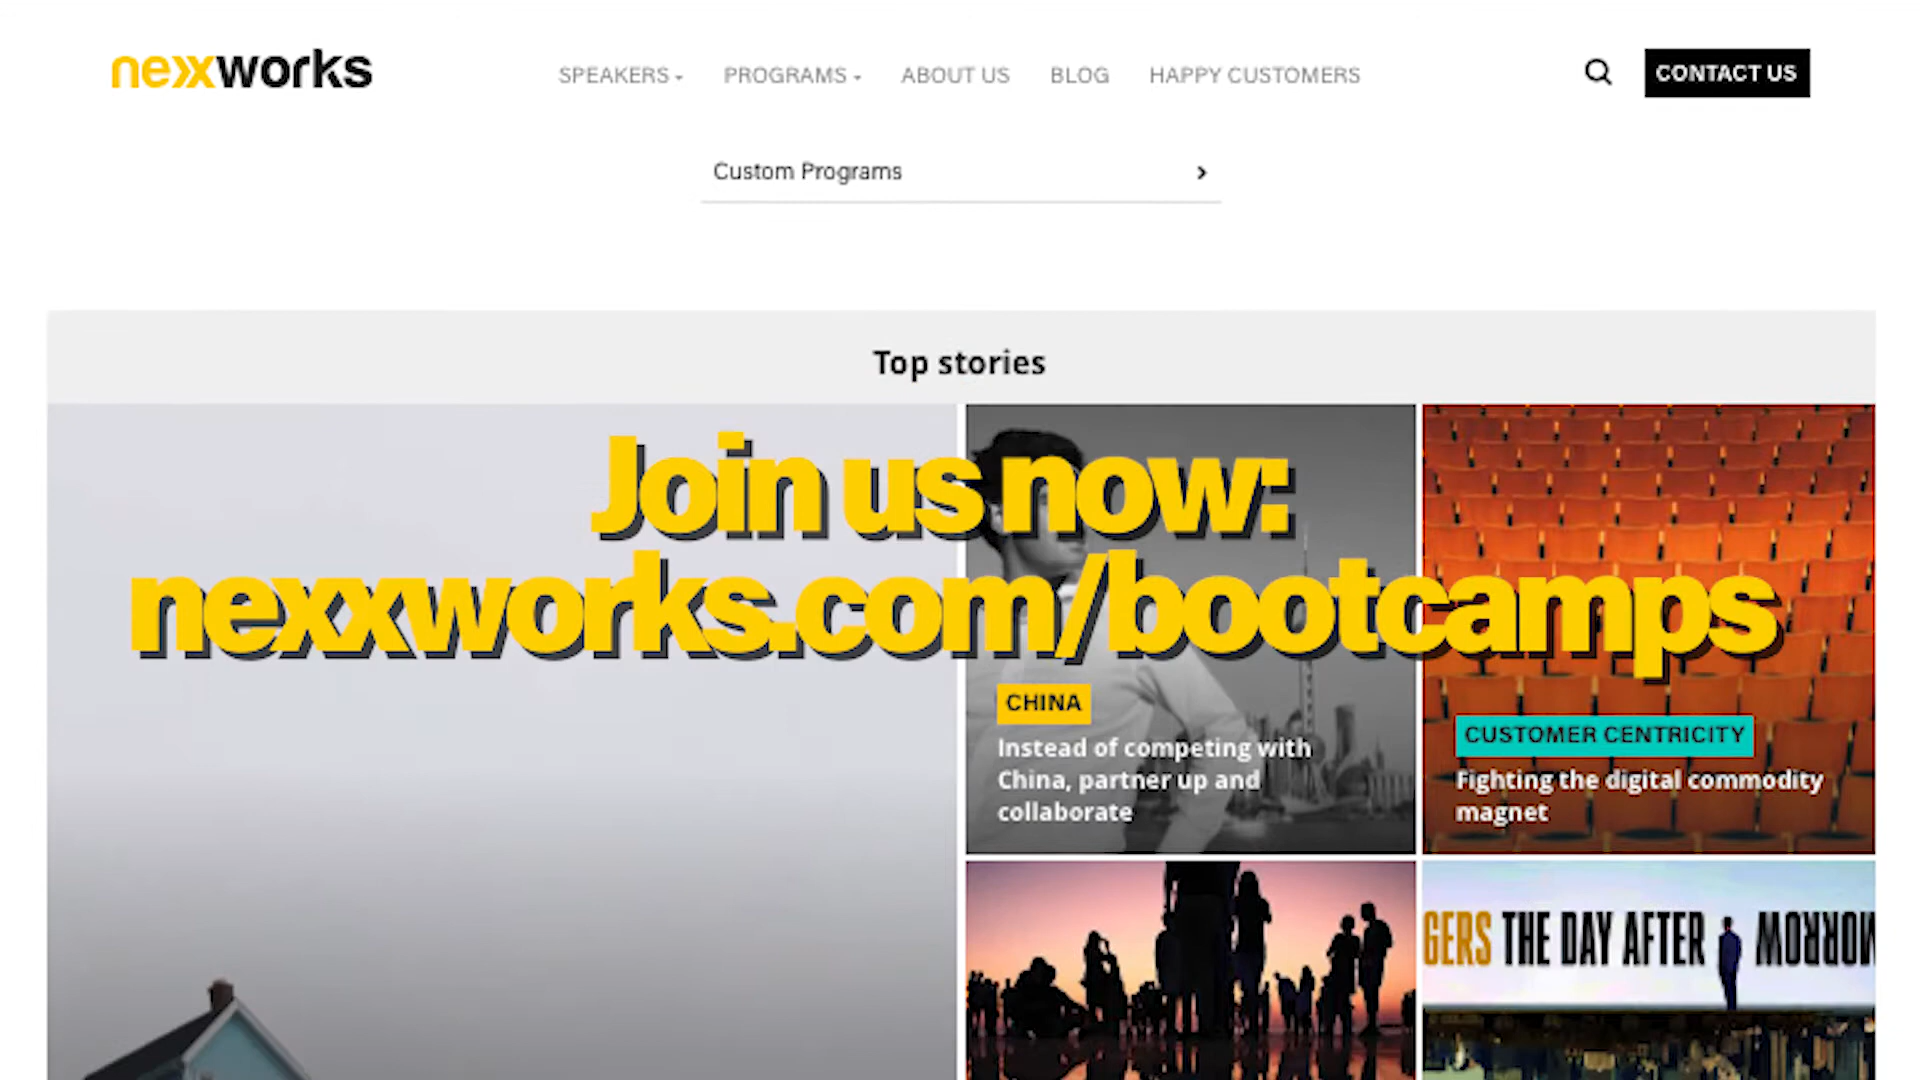 nexxworks
SPEAKERS PROGRAMS ABOUT US BLOG HAPPY CUSTOMERS
CONTACT US
Custom Programs
Top stories
Join us now:
nexxworks.com/bootcamps
CHINA
Instead of competing with
China, partner up and
collaborate
CUSTOMER CENTRICITY
Fighting the digital commodity
magnet
GERS THE DAY AFTER MORROW